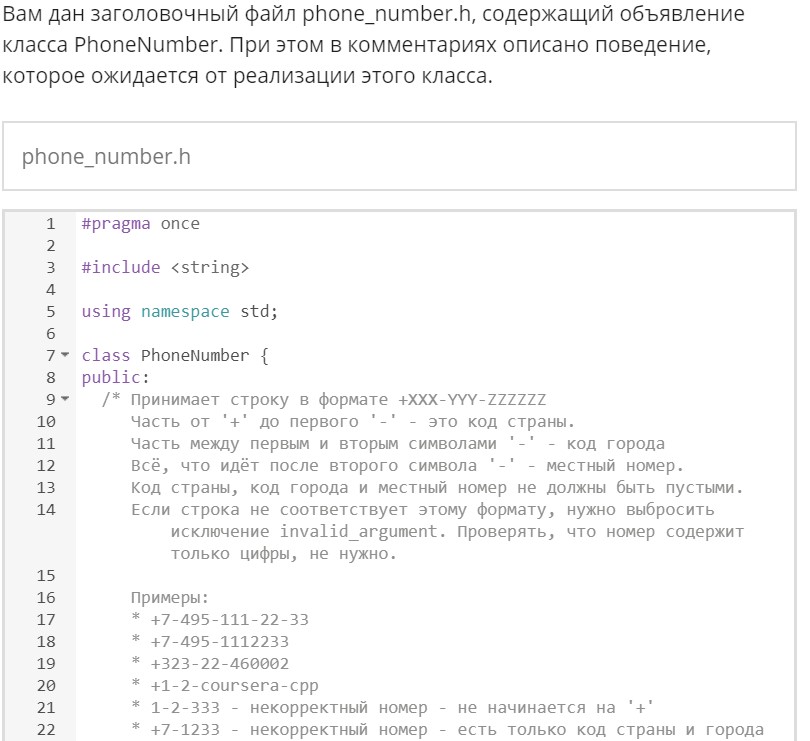 Вам дан заголовочный файл phone_number.h, содержащий объявление
класса PhoneNumber. При этом в комментариях описано поведение,
которое ожидается от реализации этого класса.
phone_number.h
1 #pragma once
2
3 #include <string>
4
5 using namespace std;
6
7 class PhoneNumber {
8 public:
9 /* Принимает строку в формате +XXX-YYY-ZZZZZZ
10 Часть от '+' до первого '-' - это код страны.
11 Часть между первым и вторым символами '-' - код города
12 Всё, что идёт после второго символа '-' - местный номер.
13 Код страны, код города и местный номер не должны быть пустыми.
14 Если строка не соответствует этому формату, нужно выбросить
исключение invalid_argument. Проверять, что номер содержит
только цифры, не нужно.
15
16 Примеры:
17 * +7-495-111-22-33
18 * +7-495-1112233
19 * +323-22-460002
20 * +1-2-coursera-cpp
21 * 1-2-333 - некорректный номер - не начинается на '+'
22 * +7-1233 - некорректный номер - есть только код страны и города